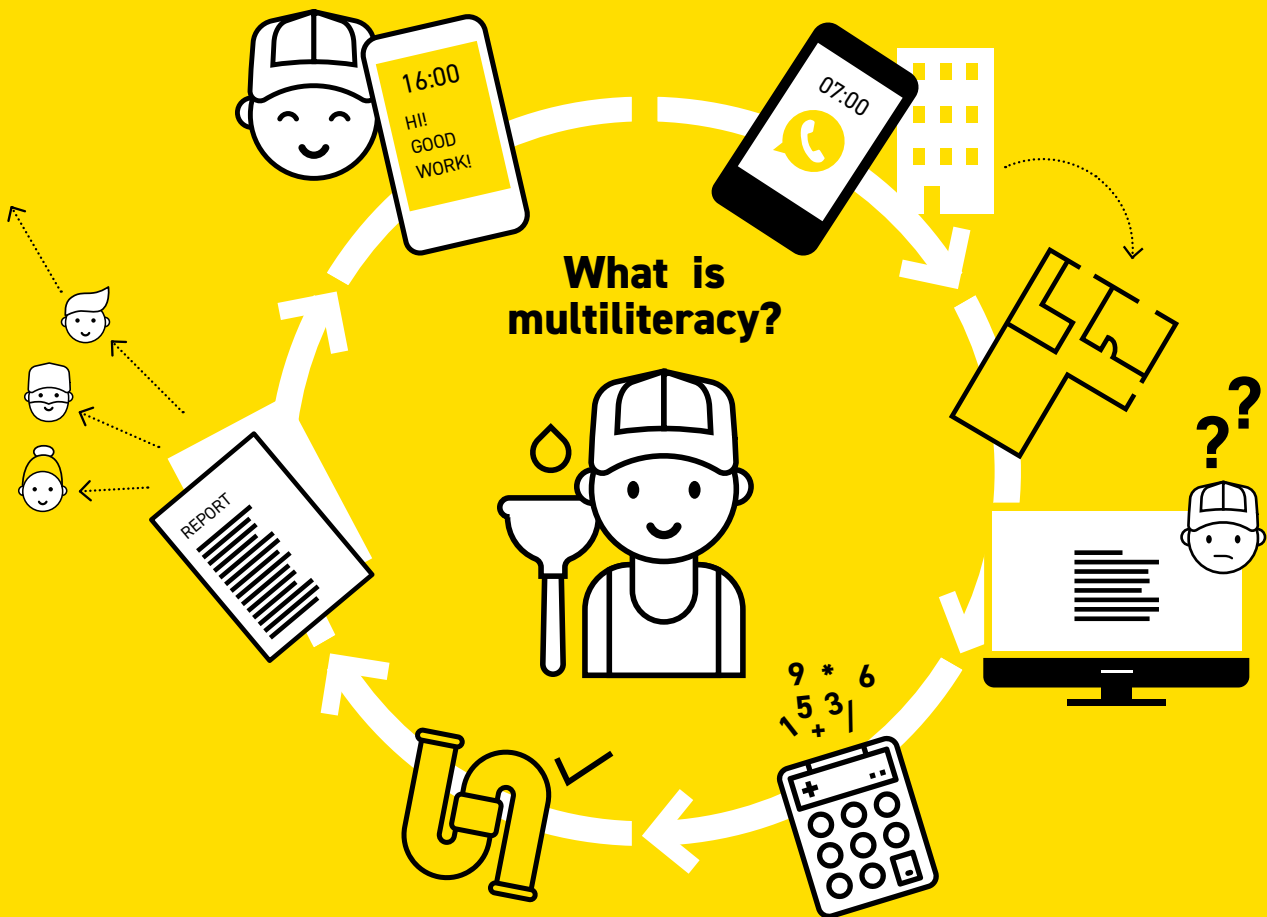 16:00
HI!
GOOD
WORK!
07:00
What is
multiliteracy?
? ?
REPORT
9 * 6
1 5 + 3 /